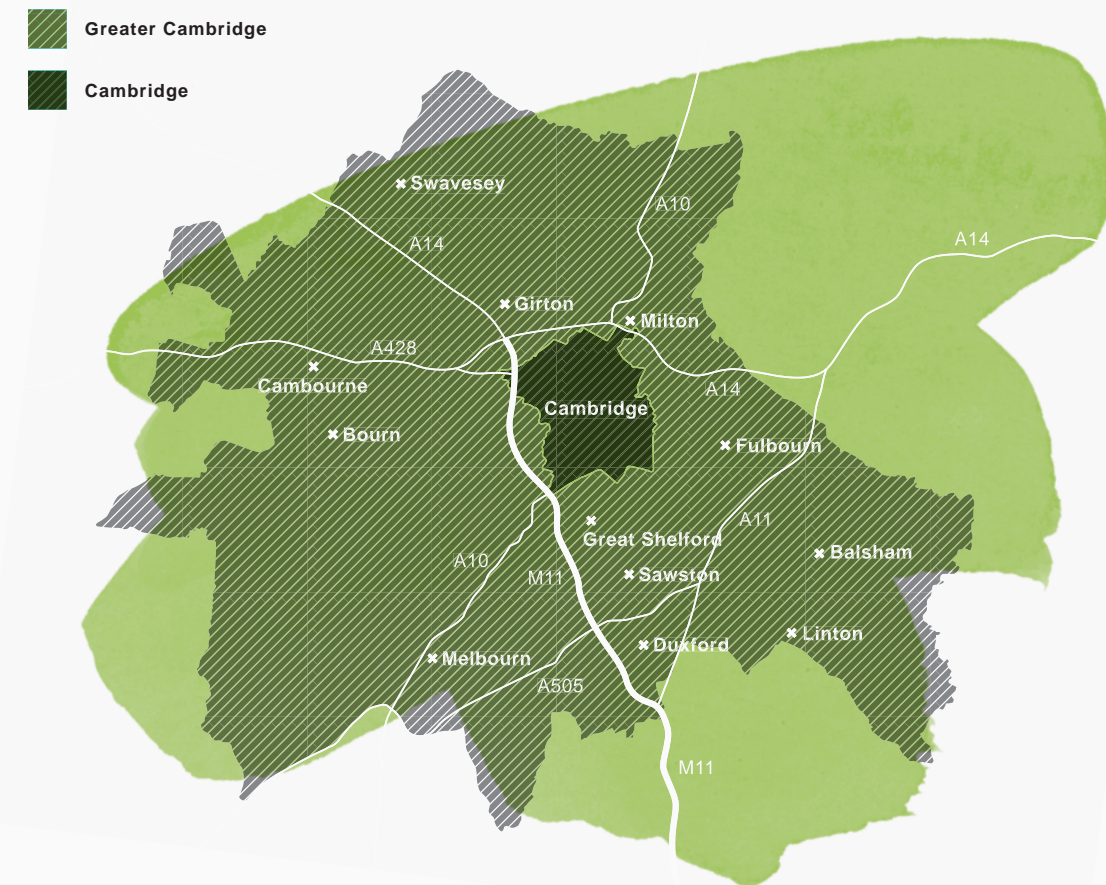 Greater Cambridge
Cambridge
Swavesey
A10
A14
A14
Girton
Milton
A428
Cambourne
A14
Cambridge
Bourn
Fulbourn
A11
Great Shelford
Balsham
A10
M11
Sawston
Linton
Duxford
Melbourn
A505
M11